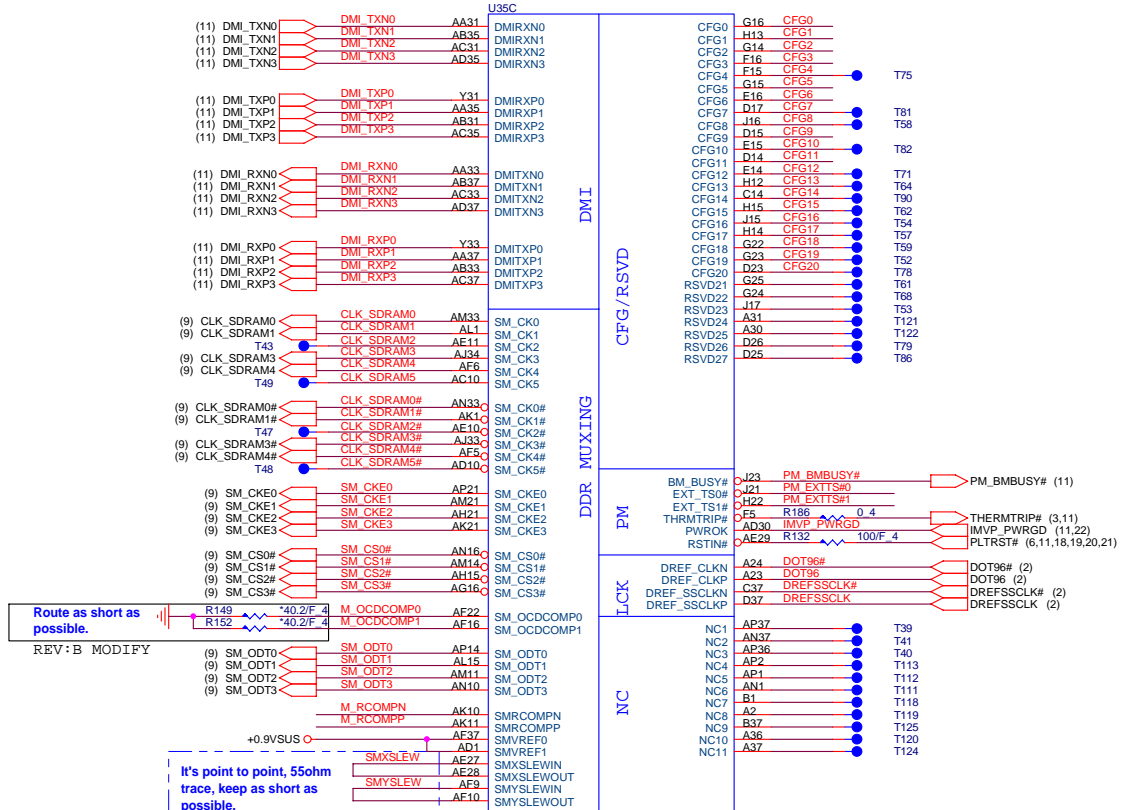 U35C
(11) DMI_TXN0 DMI_TXN0 AA31 DMIRXN0
(11) DMI_TXN1 DMI_TXN1 AB35 DMIRXN1
(11) DMI_TXN2 DMI_TXN2 AC31 DMIRXN2
(11) DMI_TXN3 DMI_TXN3 AD35 DMIRXN3
(11) DMI_TXP0 DMI_TXP0 Y31 DMIRXP0
(11) DMI_TXP1 DMI_TXP1 AA35 DMIRXP1
(11) DMI_TXP2 DMI_TXP2 AB31 DMIRXP2
(11) DMI_TXP3 DMI_TXP3 AC35 DMIRXP3
(11) DMI_RXN0 DMI_RXN0 AA33 DMITXN0
(11) DMI_RXN1 DMI_RXN1 AB37 DMITXN1
(11) DMI_RXN2 DMI_RXN2 AC33 DMITXN2
(11) DMI_RXN3 DMI_RXN3 AD37 DMITXN3
(11) DMI_RXP0 DMI_RXP0 Y33 DMITXP0
(11) DMI_RXP1 DMI_RXP1 AA37 DMITXP1
(11) DMI_RXP2 DMI_RXP2 AB33 DMITXP2
(11) DMI_RXP3 DMI_RXP3 AC37 DMITXP3
DMI
(9) CLK_SDRAM0 CLK_SDRAM0 AM33 SM_CK0
(9) CLK_SDRAM1 CLK_SDRAM1 AL1 SM_CK1
T43 CLK_SDRAM2 AE11 SM_CK2
(9) CLK_SDRAM3 CLK_SDRAM3 AJ34 SM_CK3
(9) CLK_SDRAM4 CLK_SDRAM4 AF6 SM_CK4
T49 CLK_SDRAM5 AC10 SM_CK5
(9) CLK_SDRAM0# CLK_SDRAM0# AN33 SM_CK0#
(9) CLK_SDRAM1# CLK_SDRAM1# AK1 SM_CK1#
T47 CLK_SDRAM2# AE10 SM_CK2#
(9) CLK_SDRAM3# CLK_SDRAM3# AJ33 SM_CK3#
(9) CLK_SDRAM4# CLK_SDRAM4# AF5 SM_CK4#
T48 CLK_SDRAM5# AD10 SM_CK5#
(9) SM_CKE0 SM_CKE0 AP21 SM_CKE0
(9) SM_CKE1 SM_CKE1 AM21 SM_CKE1
(9) SM_CKE2 SM_CKE2 AH21 SM_CKE2
(9) SM_CKE3 SM_CKE3 AK21 SM_CKE3
(9) SM_CS0# SM_CS0# AN16 SM_CS0#
(9) SM_CS1# SM_CS1# AM14 SM_CS1#
(9) SM_CS2# SM_CS2# AH15 SM_CS2#
(9) SM_CS3# SM_CS3# AG16 SM_CS3#
DDR MUXING
Route as short as
possible.
REV:B MODIFY
R149 *40.2/F_4 M_OCDCOMP0 AF22 SM_OCDCOMP0
R152 *40.2/F_4 M_OCDCOMP1 AF16 SM_OCDCOMP1
(9) SM_ODT0 SM_ODT0 AP14 SM_ODT0
(9) SM_ODT1 SM_ODT1 AL15 SM_ODT1
(9) SM_ODT2 SM_ODT2 AM11 SM_ODT2
(9) SM_ODT3 SM_ODT3 AN10 SM_ODT3
M_RCOMPN AK10 SMRCOMPN
M_RCOMPP AK11 SMRCOMPP
+0.9VSUS AF37 SMVREF0
AD1 SMVREF1
SMXSLEW AE27 SMXSLEWIN
AE28 SMXSLEWOUT
SMYSLEW AF9 SMYSLEWIN
AF10 SMYSLEWOUT
It's point to point, 55ohm
trace, keep as short as
possible.
CFG0 G16 CFG0
CFG1 H13 CFG1
CFG2 G14 CFG2
CFG3 F16 CFG3
CFG4 F15 CFG4 T75
CFG5 G15 CFG5
CFG6 E16 CFG6
CFG7 D17 CFG7 T81
CFG8 J16 CFG8 T58
CFG9 D15 CFG9
CFG10 E15 CFG10 T82
CFG11 D14 CFG11
CFG12 E14 CFG12 T71
CFG13 H12 CFG13 T64
CFG14 C14 CFG14 T90
CFG15 H15 CFG15 T62
CFG16 J15 CFG16 T54
CFG17 H14 CFG17 T57
CFG18 G22 CFG18 T59
CFG19 G23 CFG19 T52
CFG20 D23 CFG20 T78
RSVD21 G25 T61
RSVD22 G24 T68
RSVD23 J17 T53
RSVD24 A31 T121
RSVD25 A30 T122
RSVD26 D26 T79
RSVD27 D25 T86
CFG/RSVD
BM_BUSY# J23 PM_BMBUSY# PM_BMBUSY# (11)
EXT_TS0# J21 PM_EXTTS#0
EXT_TS1# H22 PM_EXTTS#1
THRMTRIP# F5 R186 0_4 THERMTRIP# (3,11)
PWROK AD30 IMVP_PWRGD IMVP_PWRGD (11,22)
RSTIN# AE29 R132 100/F_4 PLTRST# (6,11,18,19,20,21)
PM
DREF_CLKN A24 DOT96# DOT96# (2)
DREF_CLKP A23 DOT96 DOT96 (2)
DREF_SSCLKN C37 DREFSSCLK# DREFSSCLK# (2)
DREF_SSCLKP D37 DREFSSCLK DREFSSCLK (2)
LCK
NC1 AP37 T39
NC2 AN37 T41
NC3 AP36 T40
NC4 AP2 T113
NC5 AP1 T112
NC6 AN1 T111
NC7 B1 T118
NC8 A2 T119
NC9 B37 T125
NC10 A36 T120
NC11 A37 T124
NC